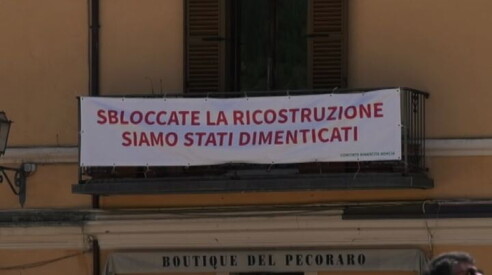 SBLOCCATE LA RICOSTRUZIONE
SIAMO STATI DIMENTICATI
BOUTIQUE DEL PECORARO